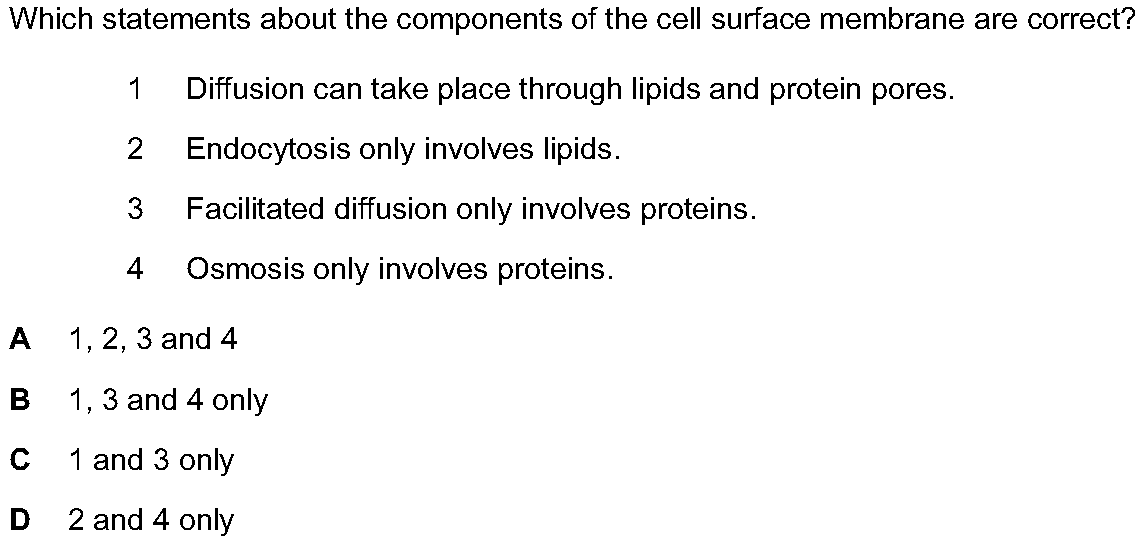 Which statements about the components of the cell surface membrane are correct?
1 Diffusion can take place through lipids and protein pores.
2 Endocytosis only involves lipids.
3 Facilitated diffusion only involves proteins.
4 Osmosis only involves proteins.
A 1, 2, 3 and 4
B 1, 3 and 4 only
C 1 and 3 only
D 2 and 4 only